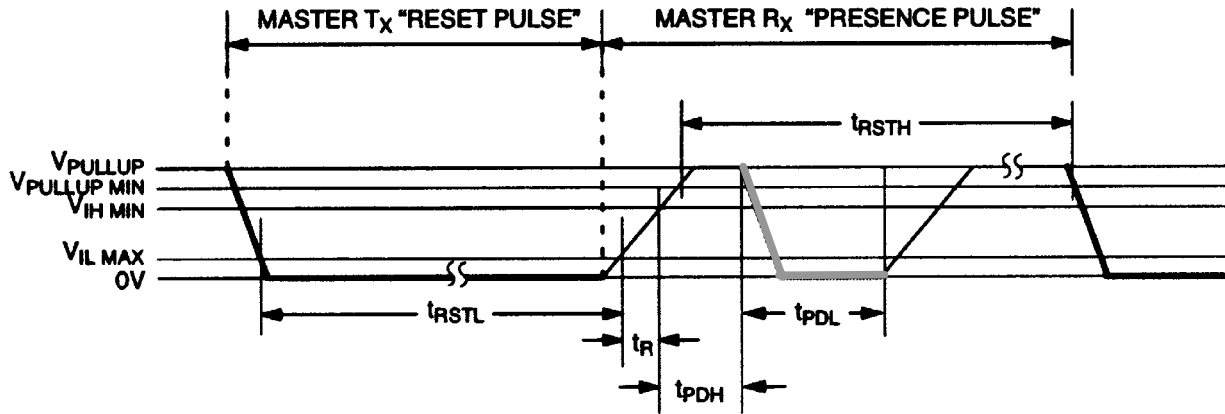 MASTER TX "RESET PULSE" MASTER RX "PRESENCE PULSE"
tRSTH
VPULLUP
VPULLUP MIN
VIH MIN
VIL MAX
0V
tRSTL
tPDL
tR
tPDH